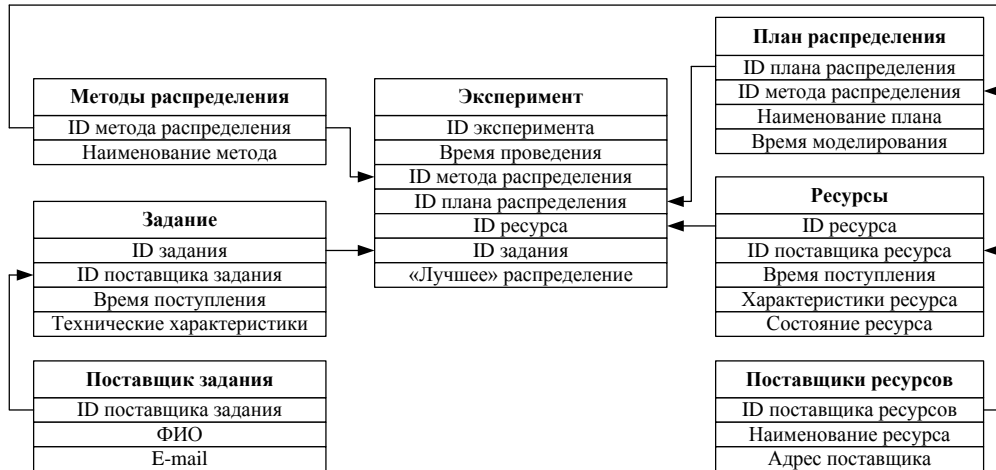 Методы распределения
ID метода распределения
Наименование метода
Задание
ID задания
ID поставщика задания
Время поступления
Технические характеристики
Поставщик задания
ID поставщика задания
ФИО
E-mail
Эксперимент
ID эксперимента
Время проведения
ID метода распределения
ID плана распределения
ID ресурса
ID задания
«Лучшее» распределение
План распределения
ID плана распределения
ID метода распределения
Наименование плана
Время моделирования
Ресурсы
ID ресурса
ID поставщика ресурса
Время поступления
Характеристики ресурса
Состояние ресурса
Поставщики ресурсов
ID поставщика ресурсов
Наименование ресурса
Адрес поставщика